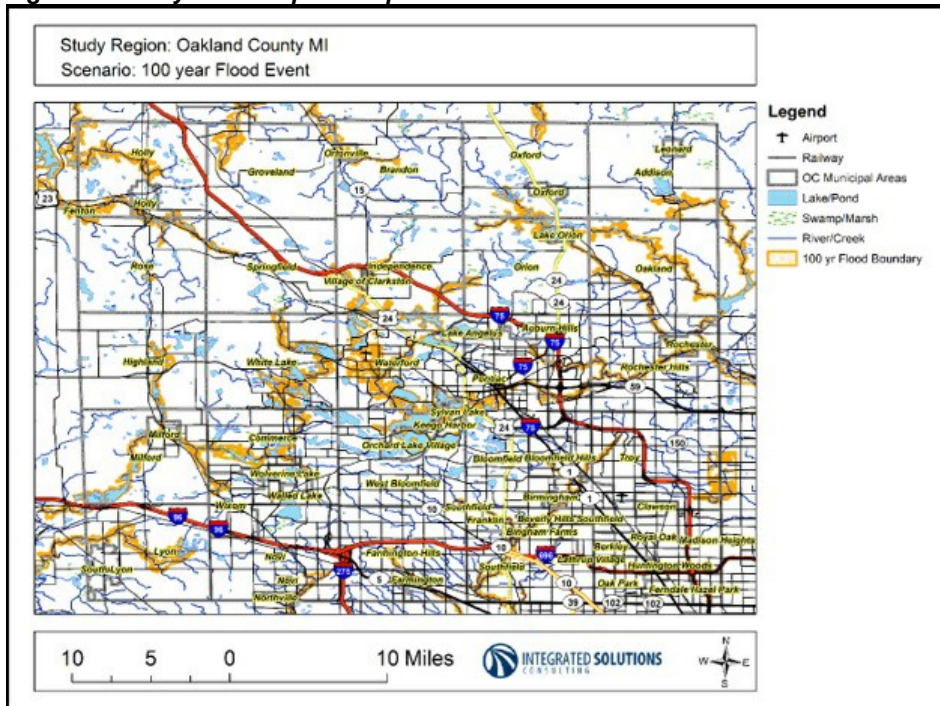 Study Region: Oakland County MI
Scenario: 100 year Flood Event
Legend
Airport
Railway
OC Municipal Areas
Lake/Pond
Swamp/Marsh
River/Creek
100 yr Flood Boundary
Holly
Groveland
Ortonville
Brandon
Oxford
Leonard
Addison
15
23
Fenton
Holly
Oxford
Lake Orion
Rose
Springfield
Independence
Village of Clarkston
Orion
Oakland
24
24
24
75
Lake Angelus
Auburn Hills
75
Highland
White Lake
Waterford
75
Rochester
Rochester Hills
Pontiac
59
Sylvan Lake
Keego Harbor
Milford
Commerce
Orchard Lake Village
24
75
150
Milford
Wolverine Lake
Bloomfield
Bloomfield Hills
Troy
Walled Lake
West Bloomfield
1
Birmingham
1
Wixom
10
Southfield
Clawson
96
96
Franklin
Beverly Hills
Southfield
Bingham Farms
Royal Oak
Madison Heights
Lyon
Novi
Farmington Hills
10
696
Berkley
Lathrup Village
Huntington Woods
South Lyon
Novi
275
5
Farmington
Southfield
10
Oak Park
Northville
39
102
102
Ferndale
Hazel Park
10 5 0 10 Miles
INTEGRATED SOLUTIONS
CONSULTING
N
W E
S